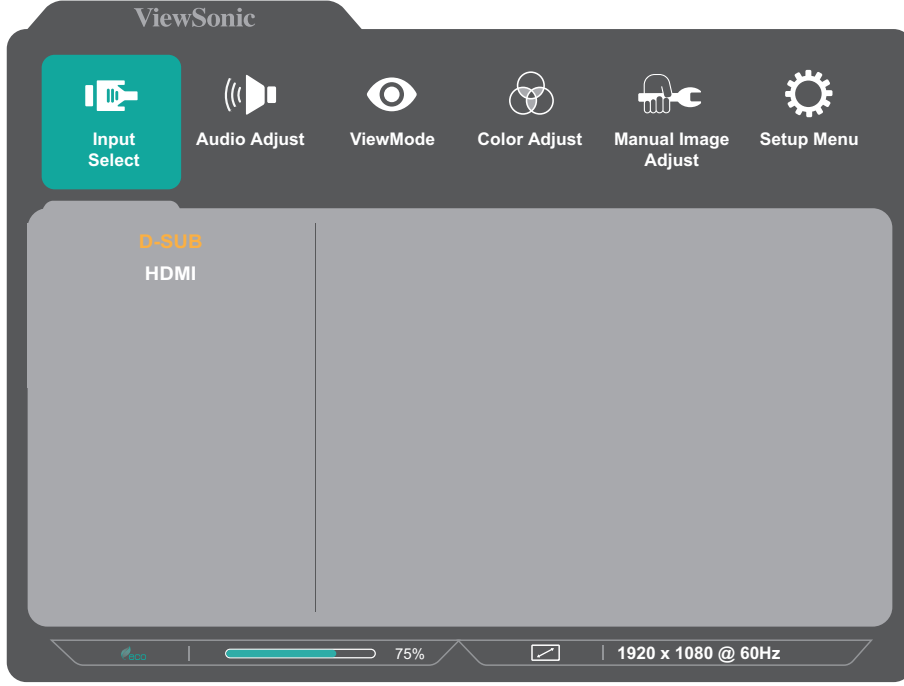 ViewSonic
Input
Select
Audio Adjust
ViewMode
Color Adjust
Manual Image
Adjust
Setup Menu
D-SUB
HDMI
eco
75%
1920 x 1080 @ 60Hz